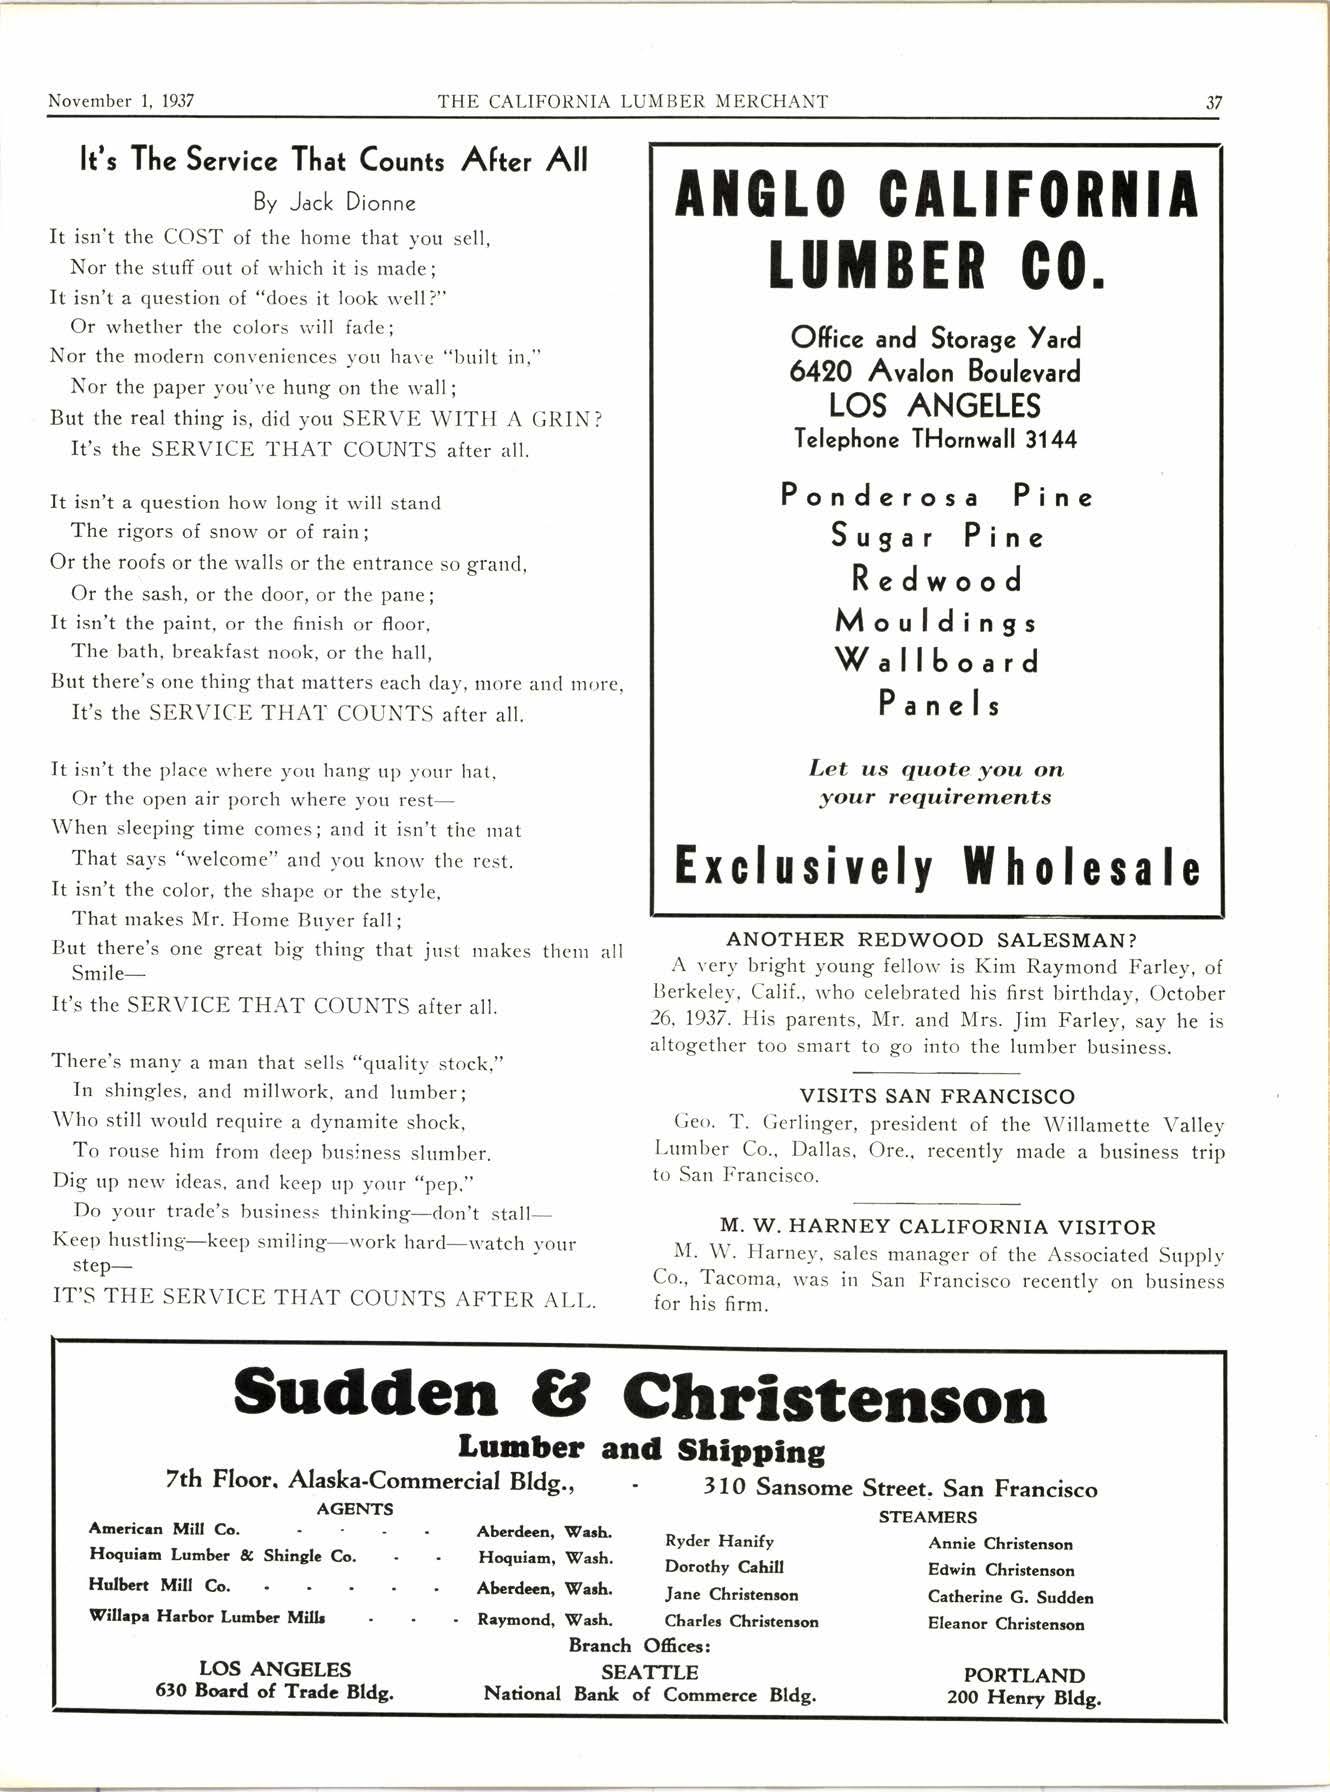 November 1, 1937 THE CALIFORNIA LUMBER MERCHANT 37
It's The Service That Counts After All
By Jack Dionne
It isn't the COST of the home that you sell,
Nor the stuff out of which it is made;
It isn't a question of "does it look well?"
Or whether the colors will fade;
Nor the modern conveniences you have "built in,"
Nor the paper you've hung on the wall;
But the real thing is, did you SERVE WITH A GRIN?
It's the SERVICE THAT COUNTS after all.
It isn't a question how long it will stand
The rigors of snow or of rain;
Or the roofs or the walls or the entrance so grand,
Or the sash, or the door, or the pane;
It isn't the paint, or the finish or floor,
The bath, breakfast nook, or the hall,
But there's one thing that matters each day, more and more,
It's the SERVICE THAT COUNTS after all.
It isn't the place where you hang up your hat,
Or the open air porch where you rest—
When sleeping time comes; and it isn't the mat
That says "welcome" and you know the rest.
It isn't the color, the shape or the style,
That makes Mr. Home Buyer fall;
But there's one great big thing that just makes them all
Smile—
It's the SERVICE THAT COUNTS after all.
There's many a man that sells "quality stock,"
In shingles, and millwork, and lumber;
Who still would require a dynamite shock,
To rouse him from deep business slumber.
Dig up new ideas, and keep up your "pep,"
Do your trade's business thinking—don't stall—
Keep hustling—keep smiling—work hard—watch your
step—
IT'S THE SERVICE THAT COUNTS AFTER ALL.
ANGLO CALIFORNIA
LUMBER CO.
Office and Storage Yard
6420 Avalon Boulevard
LOS ANGELES
Telephone THornwall 3144
Ponderosa Pine
Sugar Pine
Redwood
Mouldings
Wallboard
Panels
Let us quote you on
your requirements
Exclusively Wholesale
ANOTHER REDWOOD SALESMAN?
A very bright young fellow is Kim Raymond Farley, of
Berkeley, Calif., who celebrated his first birthday, October
26, 1937. His parents, Mr. and Mrs. Jim Farley, say he is
altogether too smart to go into the lumber business.
VISITS SAN FRANCISCO
Geo. T. Gerlinger, president of the Willamette Valley
Lumber Co., Dallas, Ore., recently made a business trip
to San Francisco.
M. W. HARNEY CALIFORNIA VISITOR
M. W. Harney, sales manager of the Associated Supply
Co., Tacoma, was in San Francisco recently on business
for his firm.
Sudden & Christenson
Lumber and Shipping
7th Floor, Alaska-Commercial Bldg., - 310 Sansome Street, San Francisco
AGENTS
American Mill Co. - - - - Aberdeen, Wash.
Hoquiam Lumber & Shingle Co. - - Hoquiam, Wash.
Hulbert Mill Co. - - - - - Aberdeen, Wash.
Willapa Harbor Lumber Mills - - - Raymond, Wash.
STEAMERS
Ryder Hanify Annie Christenson
Dorothy Cahill Edwin Christenson
Jane Christenson Catherine G. Sudden
Charles Christenson Eleanor Christenson
Branch Offices:
LOS ANGELES SEATTLE PORTLAND
630 Board of Trade Bldg. National Bank of Commerce Bldg. 200 Henry Bldg.